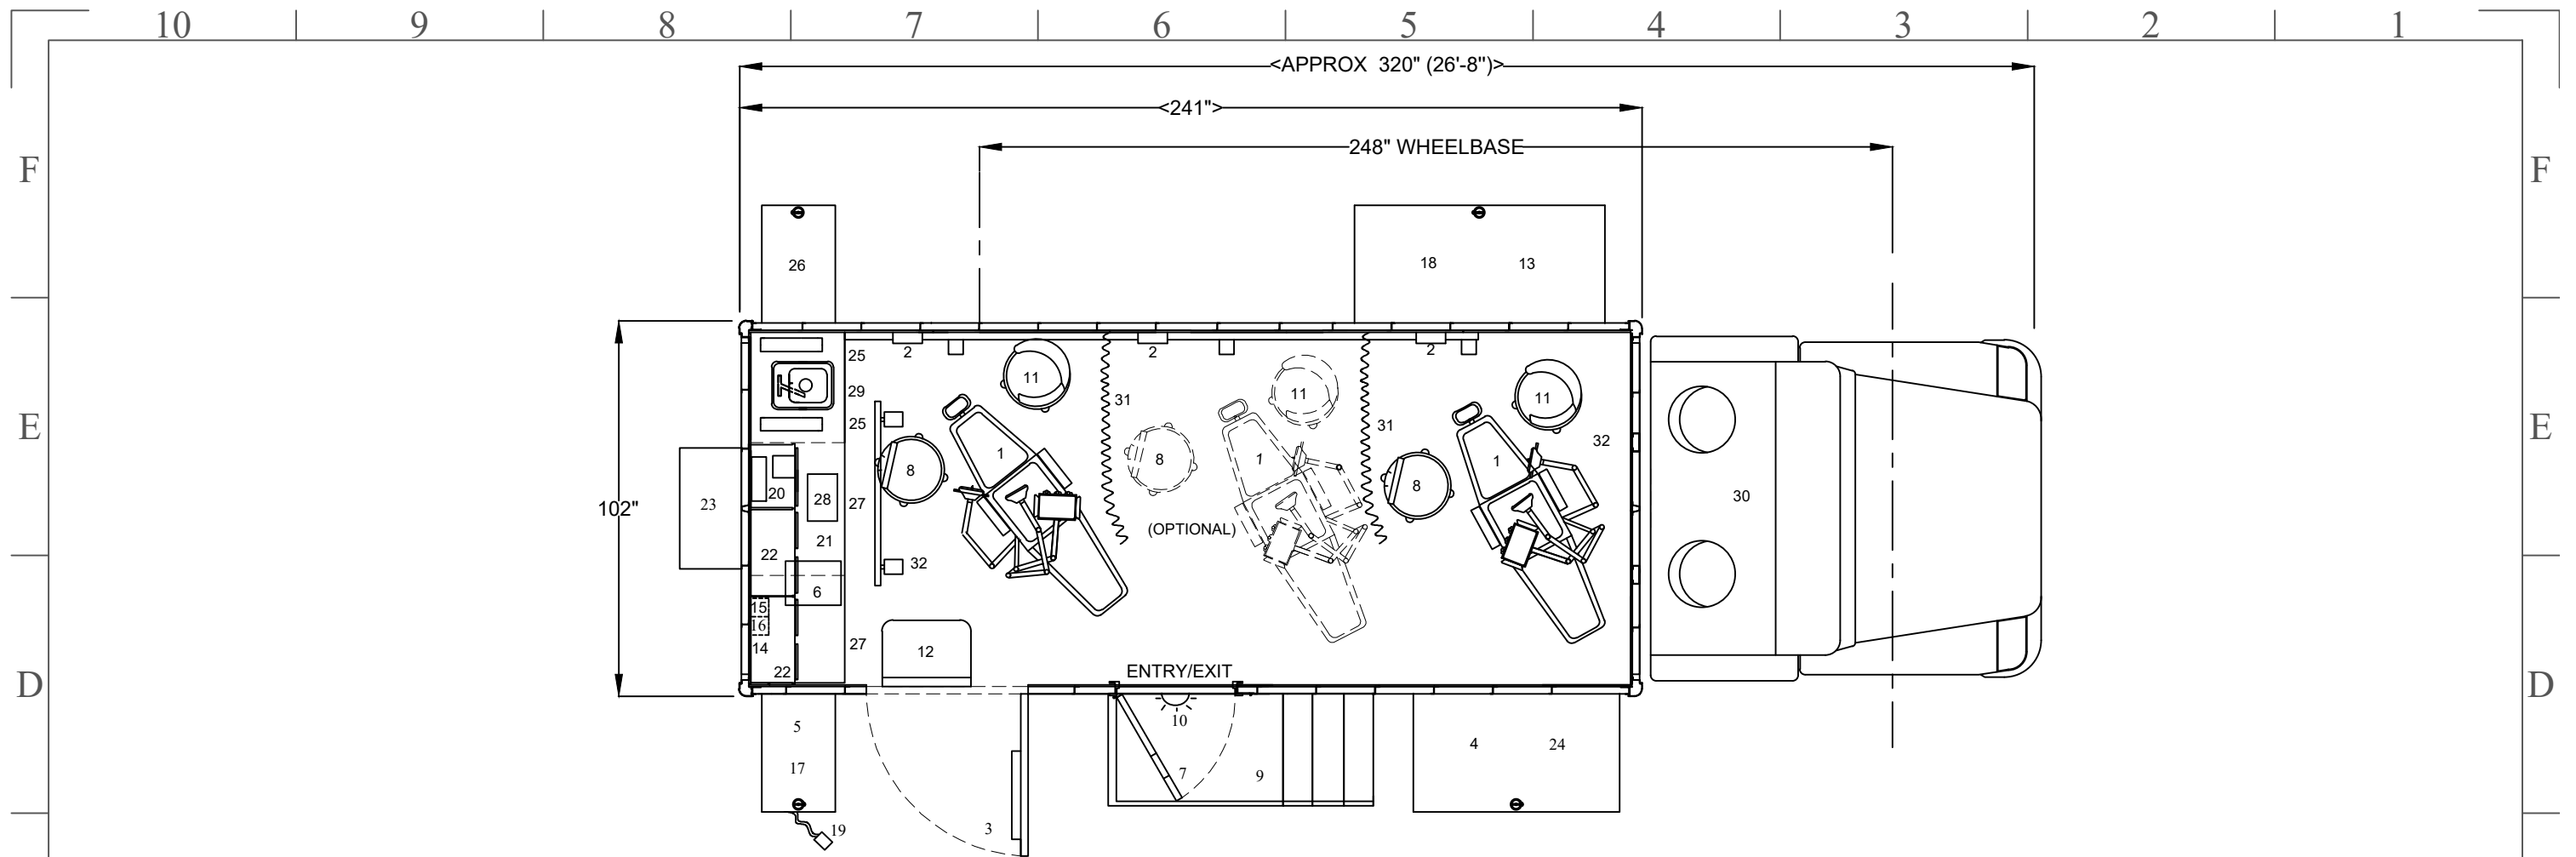 10 9 8 7 6 5 4 3 2 1
<APPROX 320" (26'-8")>
<241">
248" WHEELBASE
F F
26 18 13
25 2 2 2
11 11 11
29 31 31
25 32
E E
8 1 8 1 8 1
20 28 27 30
102" 23
(OPTIONAL)
21
22 32
6
15
16
14 27 12
22
ENTRY/EXIT
D D
5 10 4 24
17 7 9
19 3